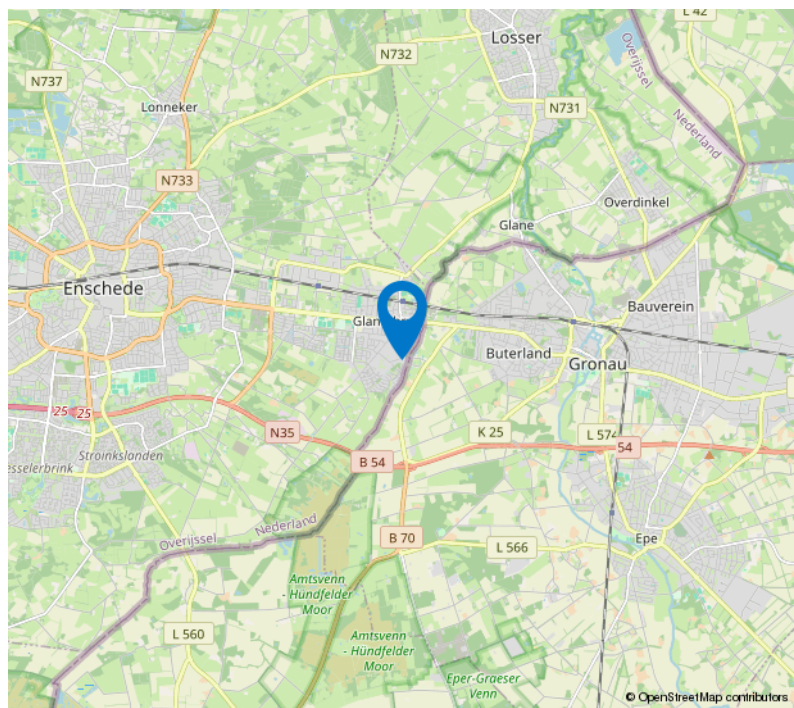 L 42
Losser
N732
N737
Overijssel
Lonneker
N731
Nederland
N733
Overdinkel
Glane
Enschede
Bauverein
Buterland
Gronau
25
25
N35
K 25
L 574
54
Stroinkslanden
B 54
Nederland
Overijssel
B 70
L 566
Epe
Amtsvenn
- Hündfelder
Moor
L 560
Amtsvenn
- Hündfelder
Moor
Eper-Graeser
Venn
© OpenStreetMap contributors